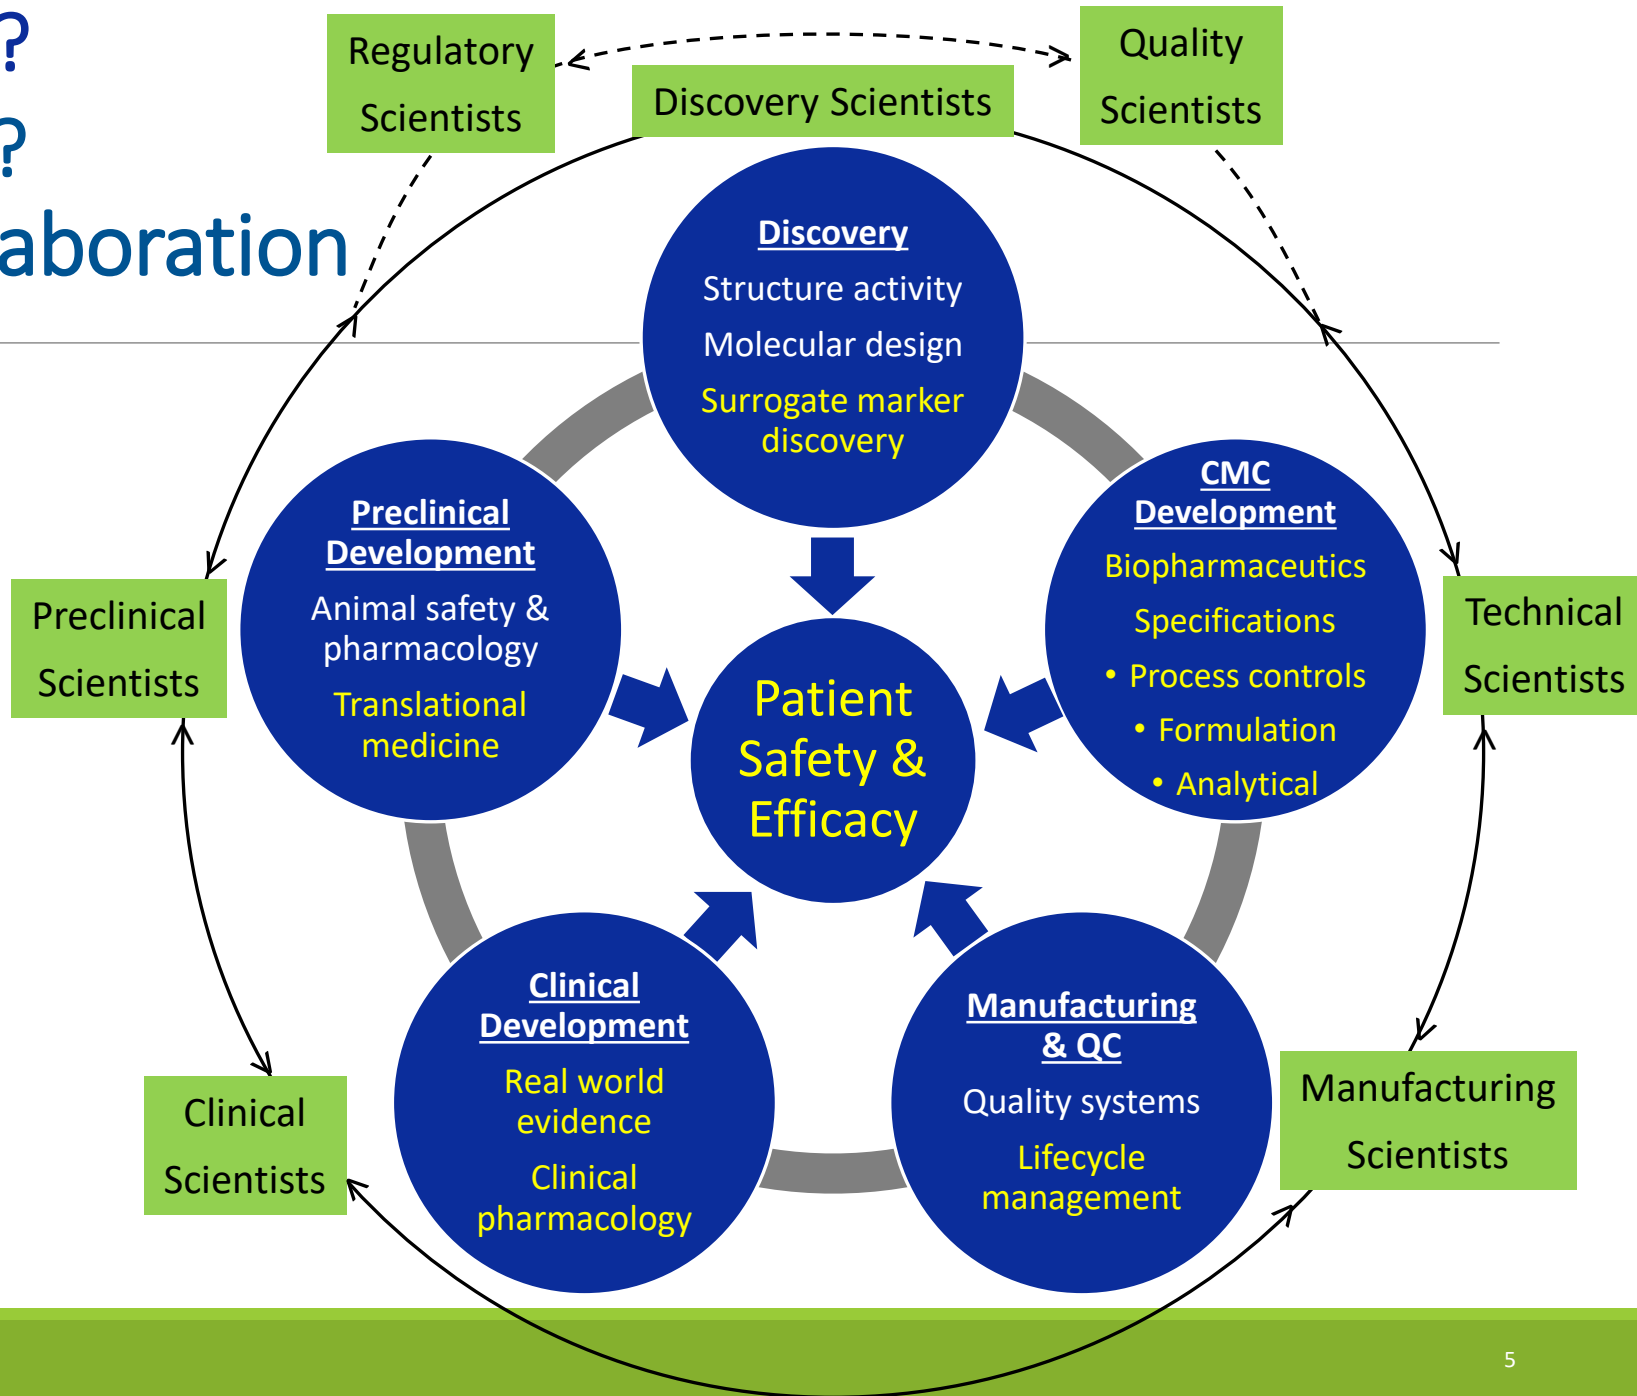 ?
?
aboration
Regulatory
Scientists
Discovery Scientists
Quality
Scientists
Discovery
Structure activity
Molecular design
Surrogate marker
discovery
Preclinical
Development
Animal safety &
pharmacology
Translational
medicine
CMC
Development
Biopharmaceutics
Specifications
• Process controls
• Formulation
• Analytical
Preclinical
Scientists
Technical
Scientists
Patient
Safety &
Efficacy
Clinical
Development
Real world
evidence
Clinical
pharmacology
Manufacturing
& QC
Quality systems
Lifecycle
management
Clinical
Scientists
Manufacturing
Scientists
5